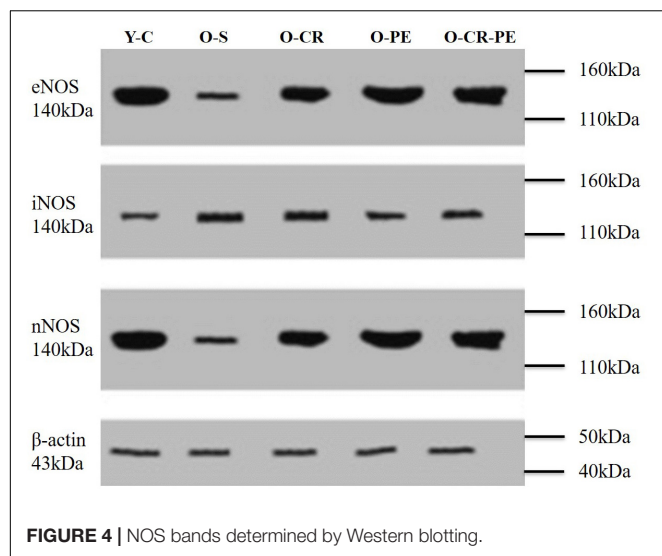 Y-C O-S O-CR O-PE O-CR-PE
eNOS
140kDa
160kDa
110kDa
iNOS
140kDa
160kDa
110kDa
nNOS
140kDa
160kDa
110kDa
β-actin
43kDa
50kDa
40kDa
FIGURE 4 | NOS bands determined by Western blotting.